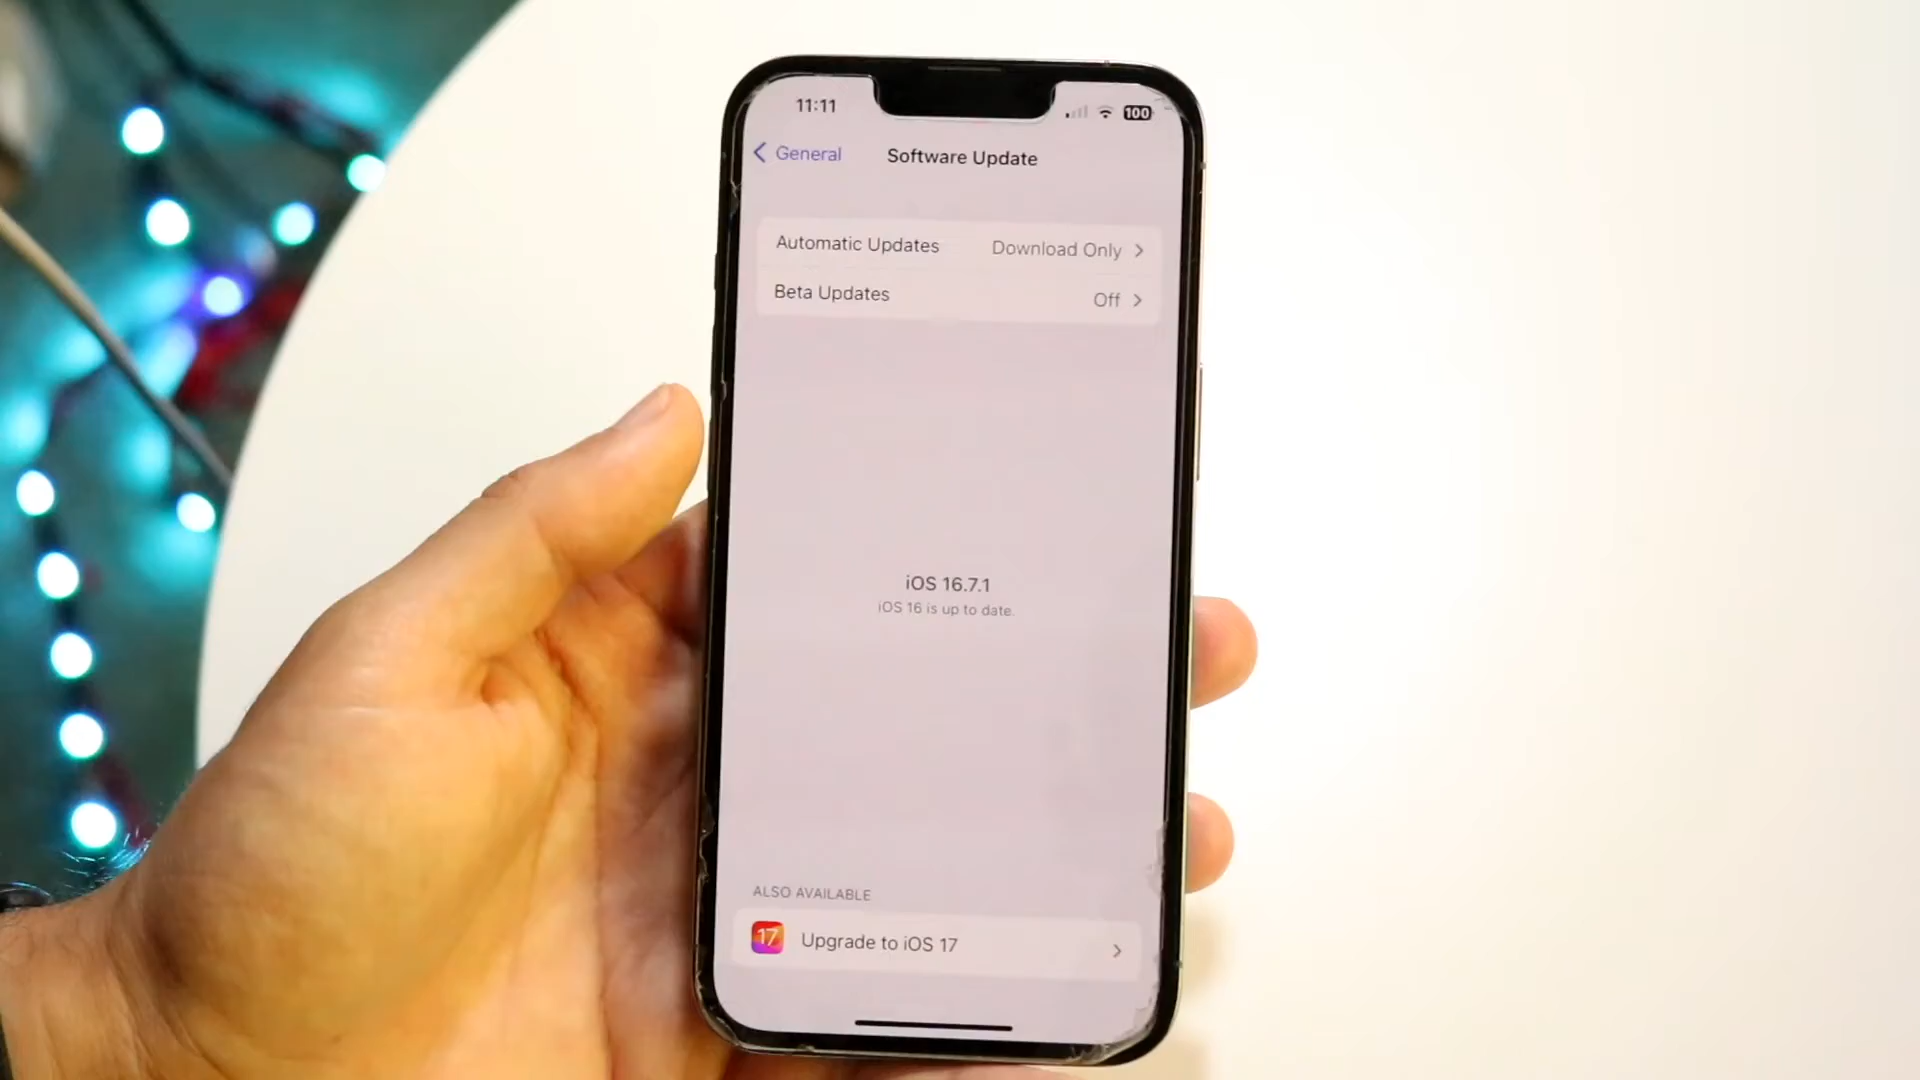 11:11
100
General
Software Update
Automatic Updates Download Only
Beta Updates Off
iOS 16.7.1
iOS 16 is up to date.
ALSO AVAILABLE
17 Upgrade to iOS 17